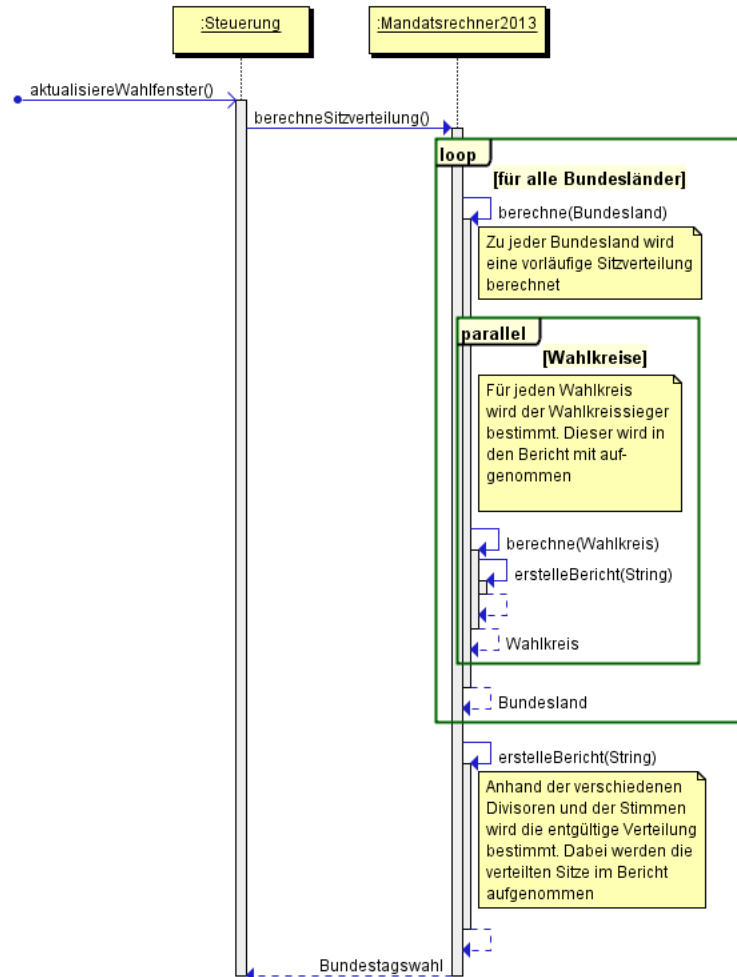 :Steuerung
:Mandatsrechner2013
aktualisiereWahlfenster()
berechneSitzverteilung()
loop
[für alle Bundesländer]
berechne(Bundesland)
Zu jeder Bundesland wird
eine vorläufige Sitzverteilung
berechnet
parallel
[Wahlkreise]
Für jeden Wahlkreis
wird der Wahlkreissieger
bestimmt. Dieser wird in
den Bericht mit auf-
genommen
berechne(Wahlkreis)
erstelleBericht(String)
Wahlkreis
Bundesland
erstelleBericht(String)
Anhand der verschiedenen
Divisoren und der Stimmen
wird die entgültige Verteilung
bestimmt. Dabei werden die
verteilten Sitze im Bericht
aufgenommen
Bundestagswahl